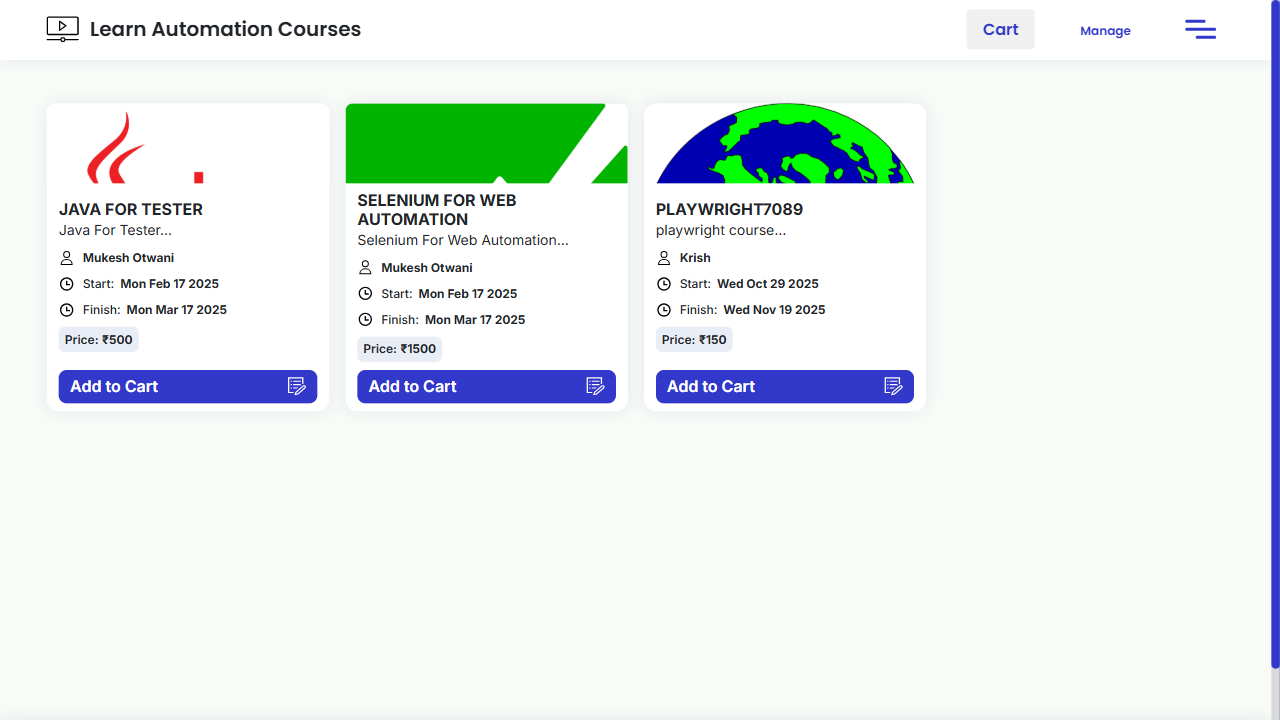 Learn Automation Courses
Cart
Manage
JAVA FOR TESTER
Java For Tester...
Mukesh Otwani
Start: Mon Feb 17 2025
Finish: Mon Mar 17 2025
Price: ₹500
Add to Cart
SELENIUM FOR WEB
AUTOMATION
Selenium For Web Automation...
Mukesh Otwani
Start: Mon Feb 17 2025
Finish: Mon Mar 17 2025
Price: ₹1500
Add to Cart
PLAYWRIGHT7089
playwright course...
Krish
Start: Wed Oct 29 2025
Finish: Wed Nov 19 2025
Price: ₹150
Add to Cart